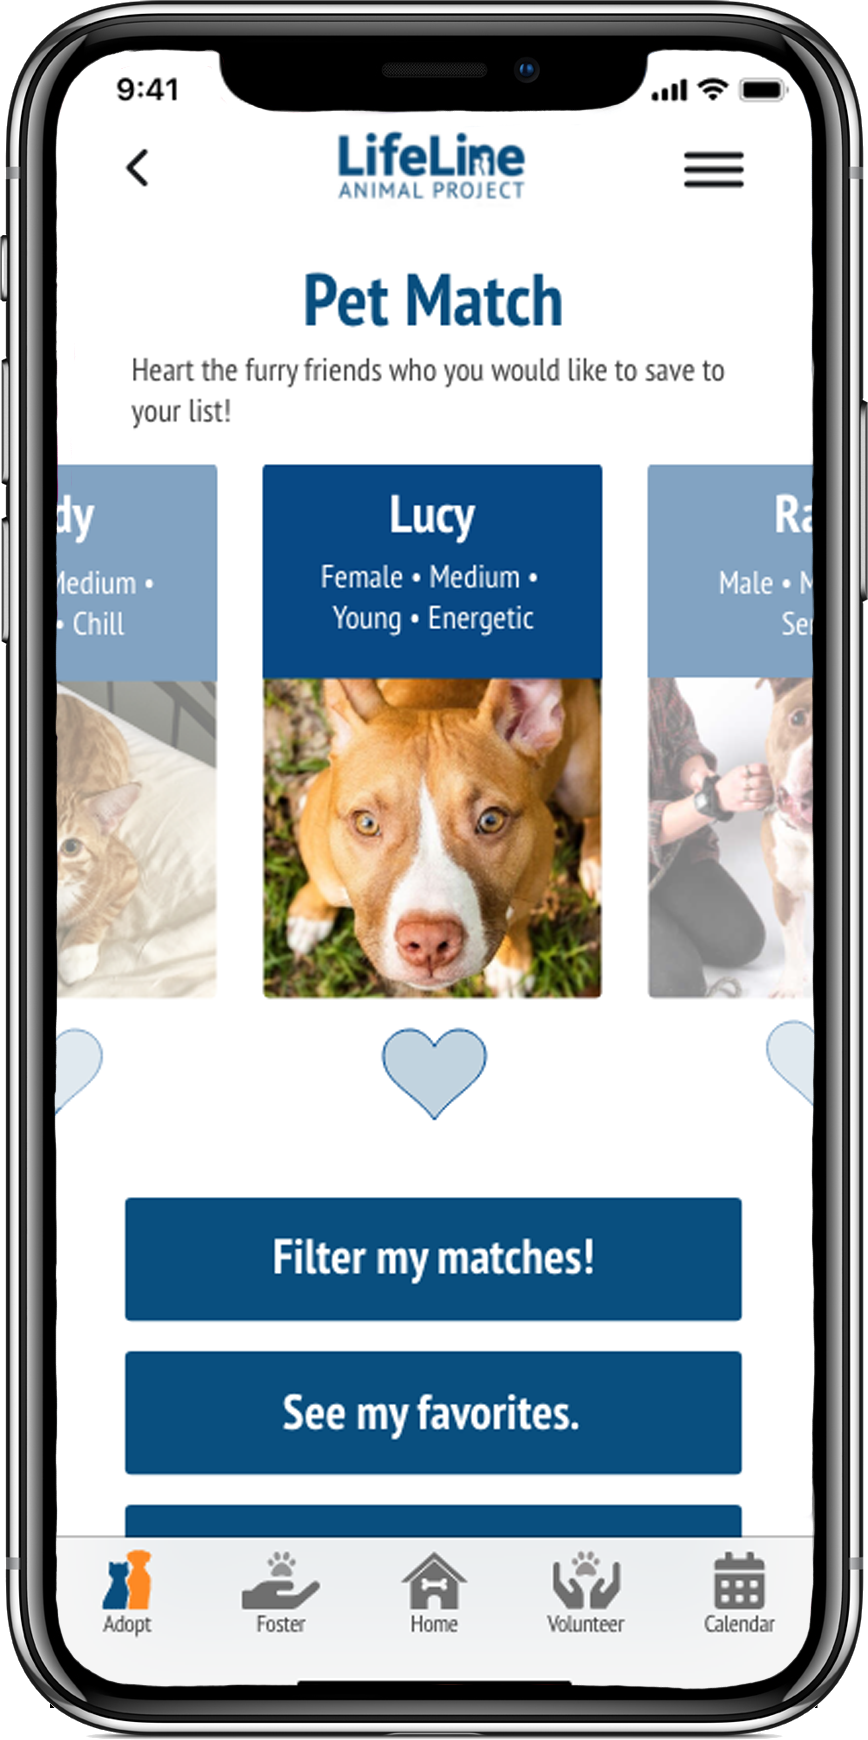 9:41
LifeLine
ANIMAL PROJECT
Pet Match
Heart the furry friends who you would like to save to
your list!
dy
Medium •
• Chill
Lucy
Female • Medium •
Young • Energetic
Ra
Male • M
Sen
Filter my matches!
See my favorites.
Adopt
Foster
Home
Volunteer
Calendar